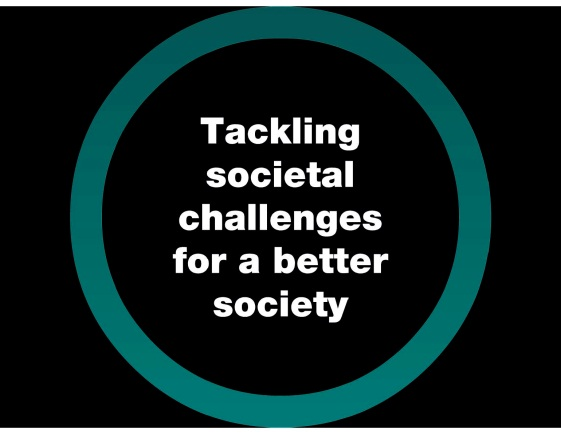 Tackling
societal
challenges
for a better
society